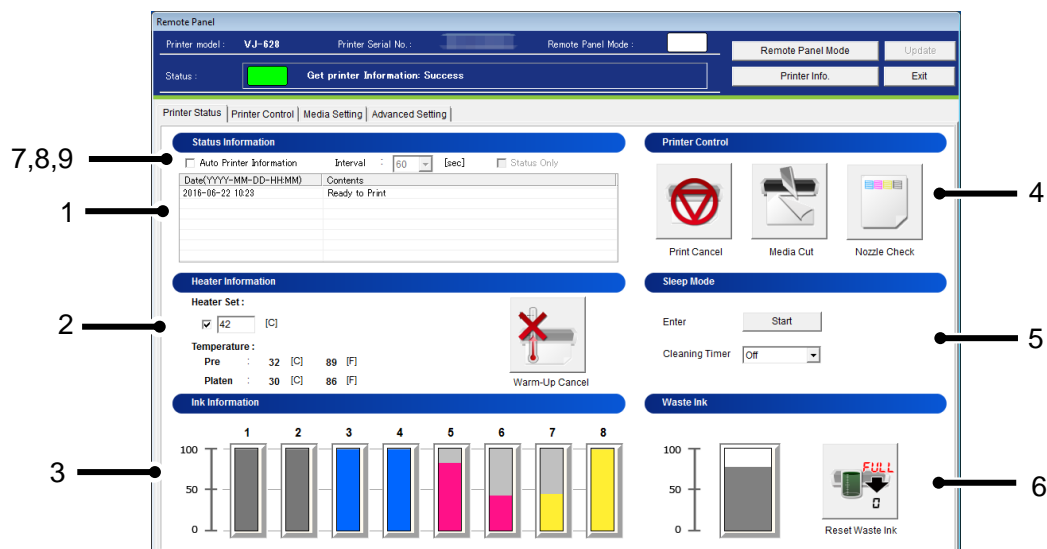 Remote Panel
Printer model : VJ-628 Printer Serial No. : Remote Panel Mode :
Remote Panel Mode Update
Status : Get printer Information: Success
Printer Info. Exit
Printer Status Printer Control Media Setting Advanced Setting
Status Information Printer Control
7,8,9 Auto Printer Information Interval : 60 [sec] Status Only
Date(YYYY-MM-DD-HH:MM) Contents
1 2016-06-22 10:23 Ready to Print
4
Print Cancel Media Cut Nozzle Check
Heater Information Sleep Mode
Heater Set :
2 42 [C]
Enter Start
5
Temperature :
Cleaning Timer Off
Pre : 32 [C] 89 [F]
Platen : 30 [C] 86 [F]
Warm-Up Cancel
Ink Information Waste Ink
1 2 3 4 5 6 7 8
100 100
3
FULL
50 50
6
0
0 0
Reset Waste Ink